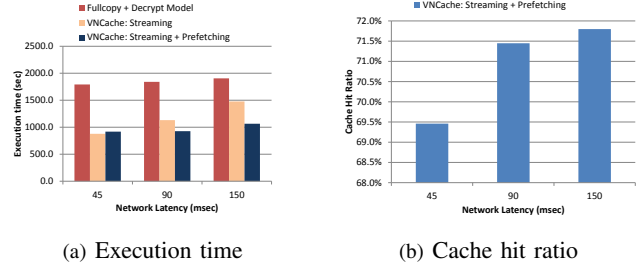 Fullcopy + Decrypt Model
VNCache: Streaming
VNCache: Streaming + Prefetching
2500.0
2000.0
1500.0
1000.0
500.0
0.0
Execution time (sec)
45 90 150
Network Latency (msec)
(a) Execution time
VNCache: Streaming + Prefetching
72.0%
71.5%
71.0%
70.5%
70.0%
69.5%
69.0%
68.5%
68.0%
Cache Hit Ratio
45 90 150
Network Latency (msec)
(b) Cache hit ratio